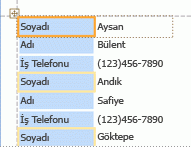 Soyadı Aysan
Adı Bülent
İş Telefonu (123)456-7890
Soyadı Andık
Adı Safiye
İş Telefonu (123)456-7890
Soyadı Göktepe